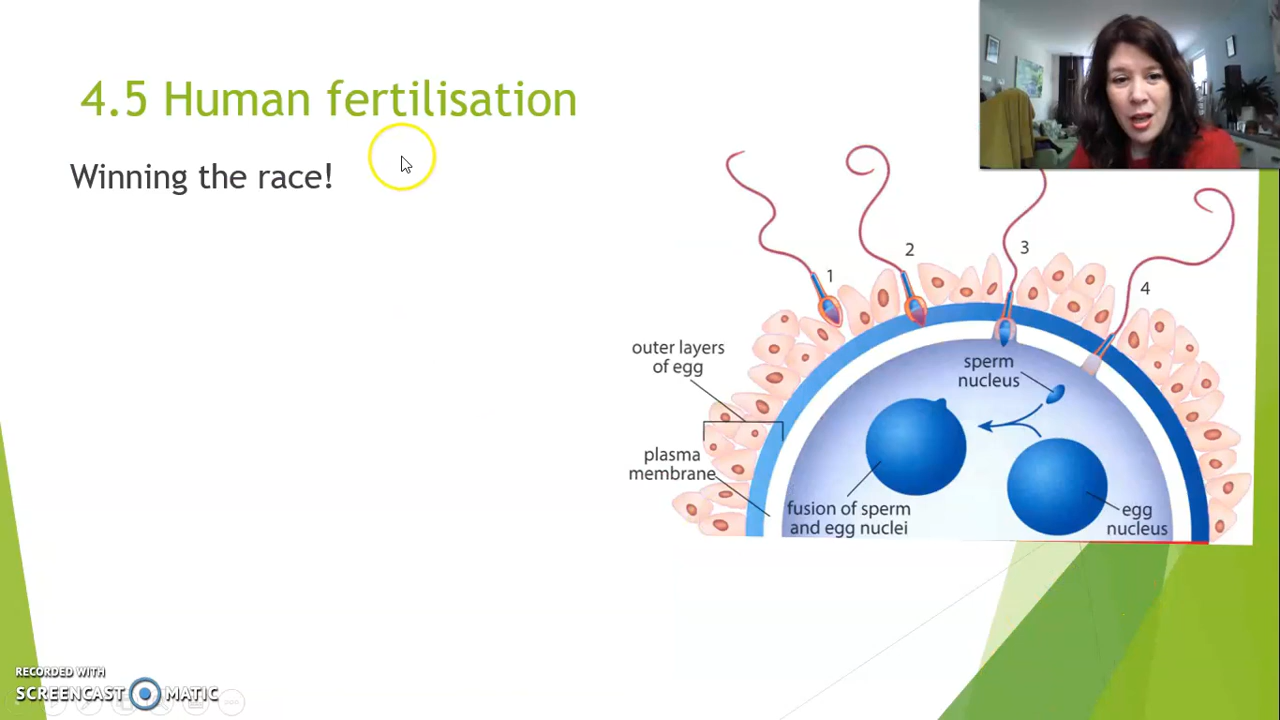 4.5 Human fertilisation
Winning the race!
1
2
3
4
outer layers
of egg
sperm
nucleus
plasma
membrane
fusion of sperm
and egg nuclei
egg
nucleus
RECORDED WITH
SCREENCAST MATIC